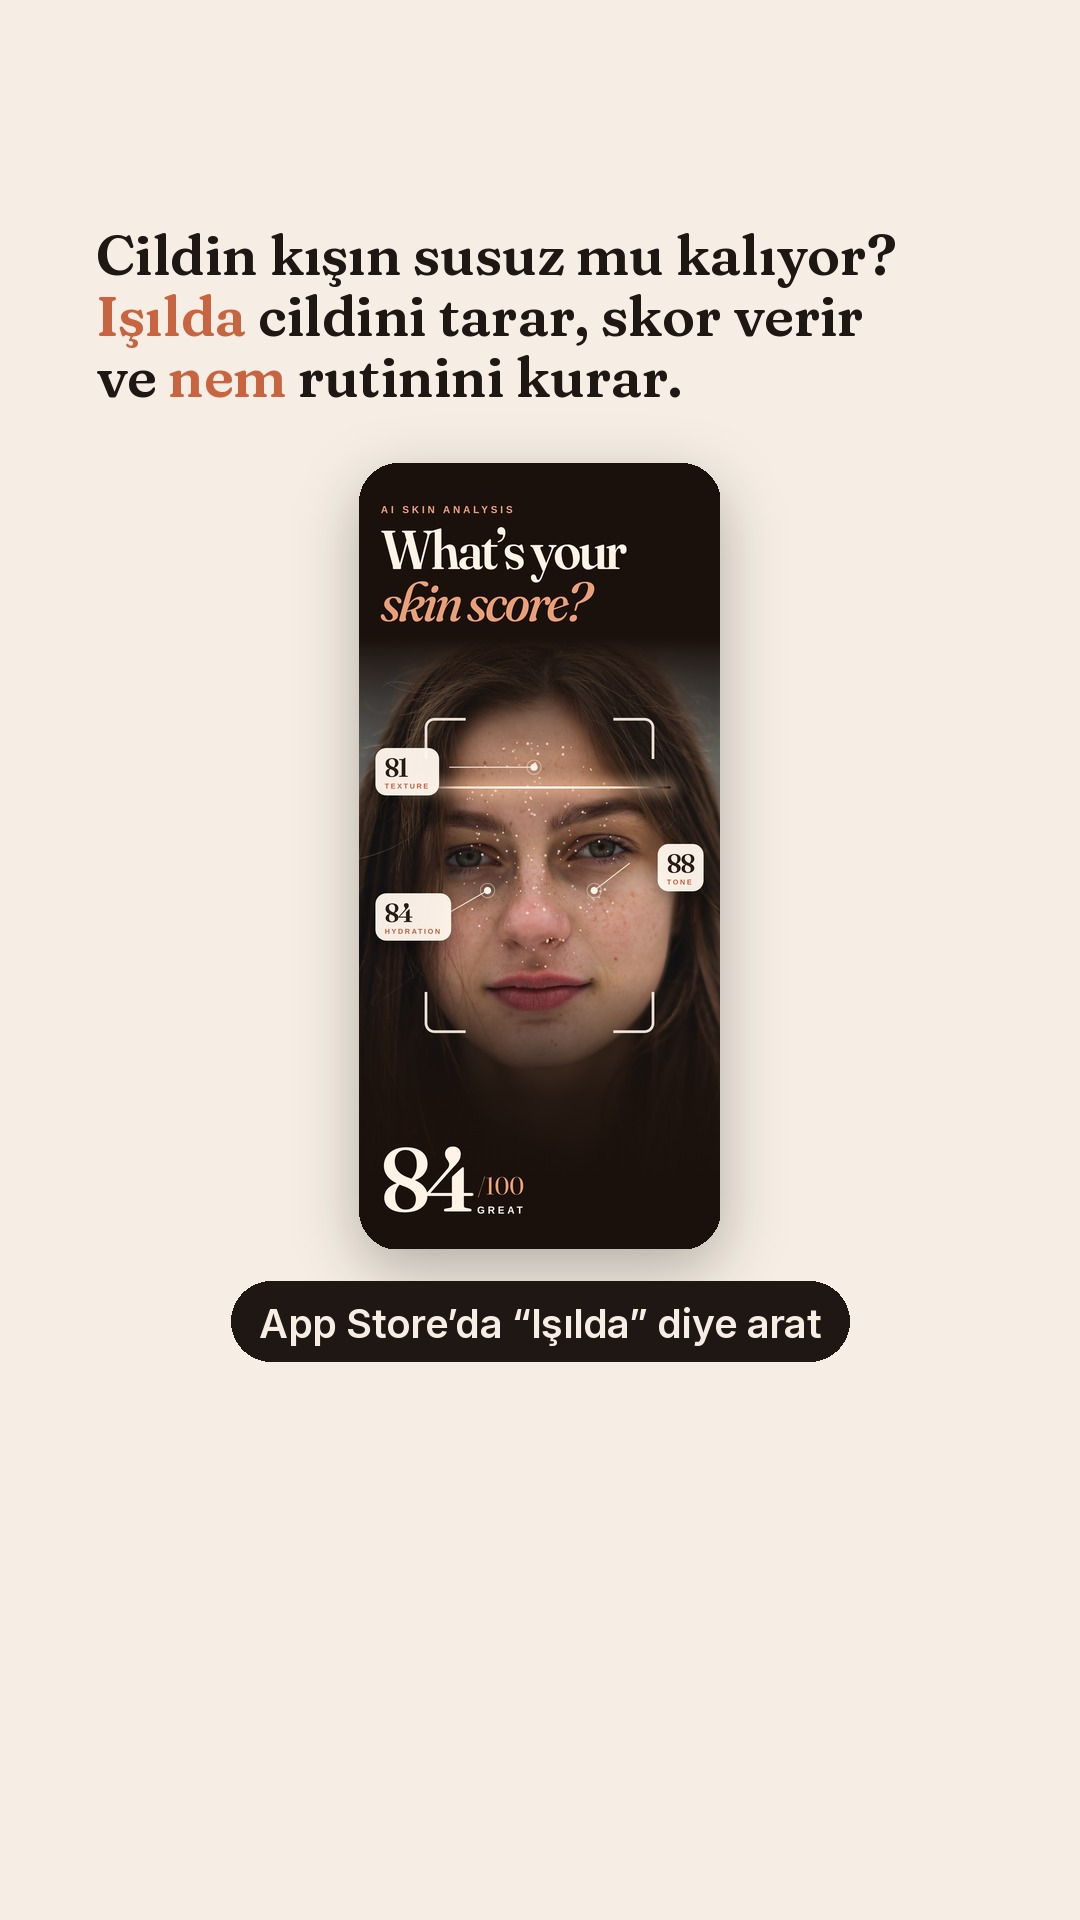 Cildin kışın susuz mu kalıyor?
Işılda cildini tarar, skor verir
ve nem rutinini kurar.
AI SKIN ANALYSIS
What’s your
skin score?
81
TEXTURE
88
TONE
84
HYDRATION
84 /100
GREAT
App Store’da “Işılda” diye arat